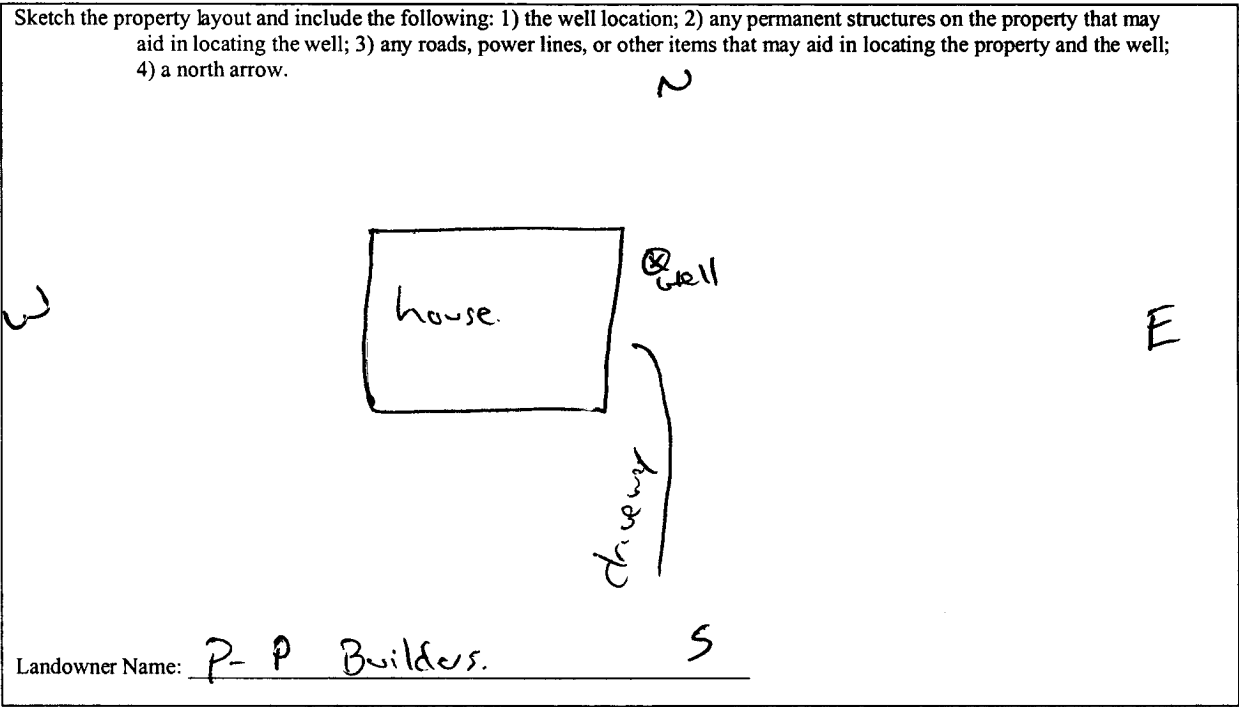 Sketch the property layout and include the following: 1) the well location; 2) any permanent structures on the property that may
aid in locating the well; 3) any roads, power lines, or other items that may aid in locating the property and the well;
4) a north arrow.
N
well
house.
W
E
driveway
S
Landowner Name: P-P Builders.